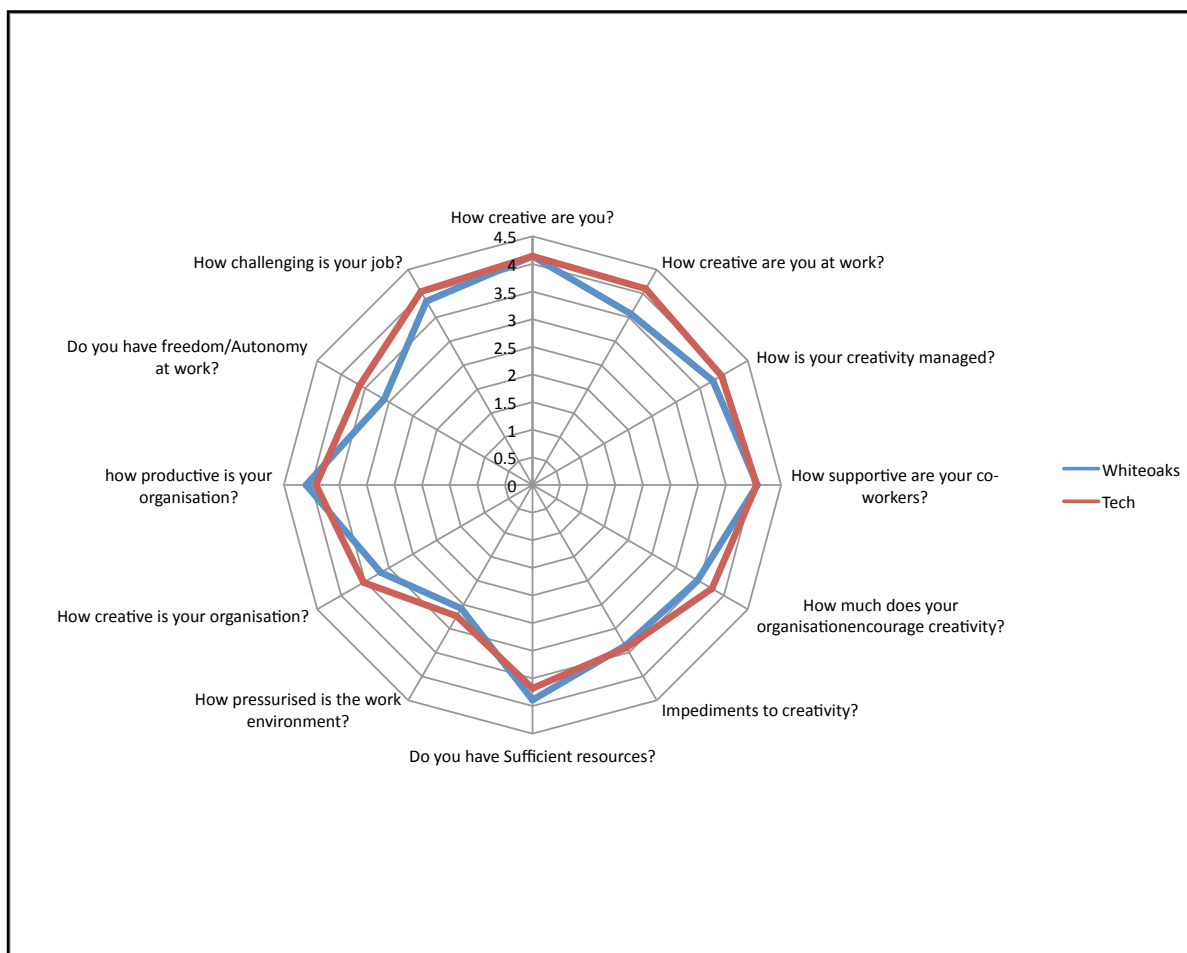 How creative are you?
4.5
4
3.5
3
2.5
2
1.5
1
0.5
0
How creative are you at work?
How is your creativity managed?
How supportive are your co-
workers?
How much does your
organisationencourage creativity?
Impediments to creativity?
Do you have Sufficient resources?
How pressurised is the work
environment?
How creative is your organisation?
how productive is your
organisation?
Do you have freedom/Autonomy
at work?
How challenging is your job?
Whiteoaks
Tech